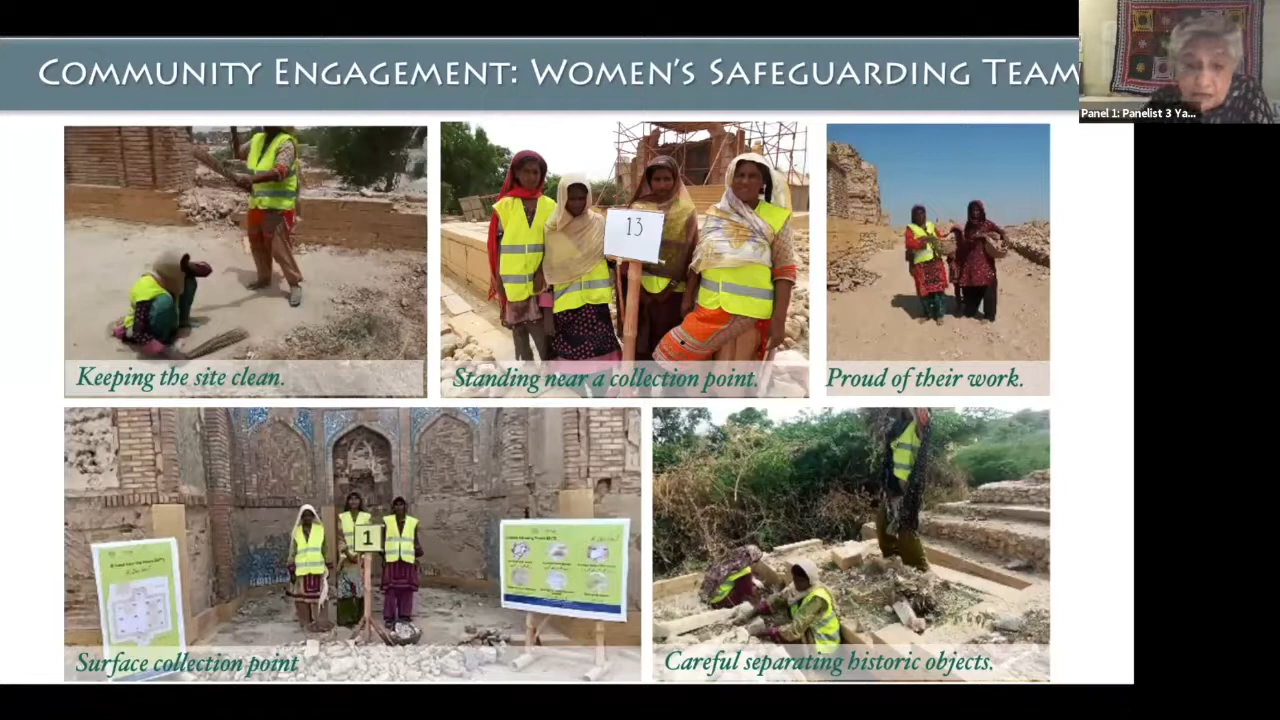 COMMUNITY ENGAGEMENT: WOMEN'S SAFEGUARDING TEAM
Panel 1: Panelist 3 Ya...
13
Keeping the site clean.
Standing near a collection point.
Proud of their work.
1
Surface collection point
Careful separating historic objects.